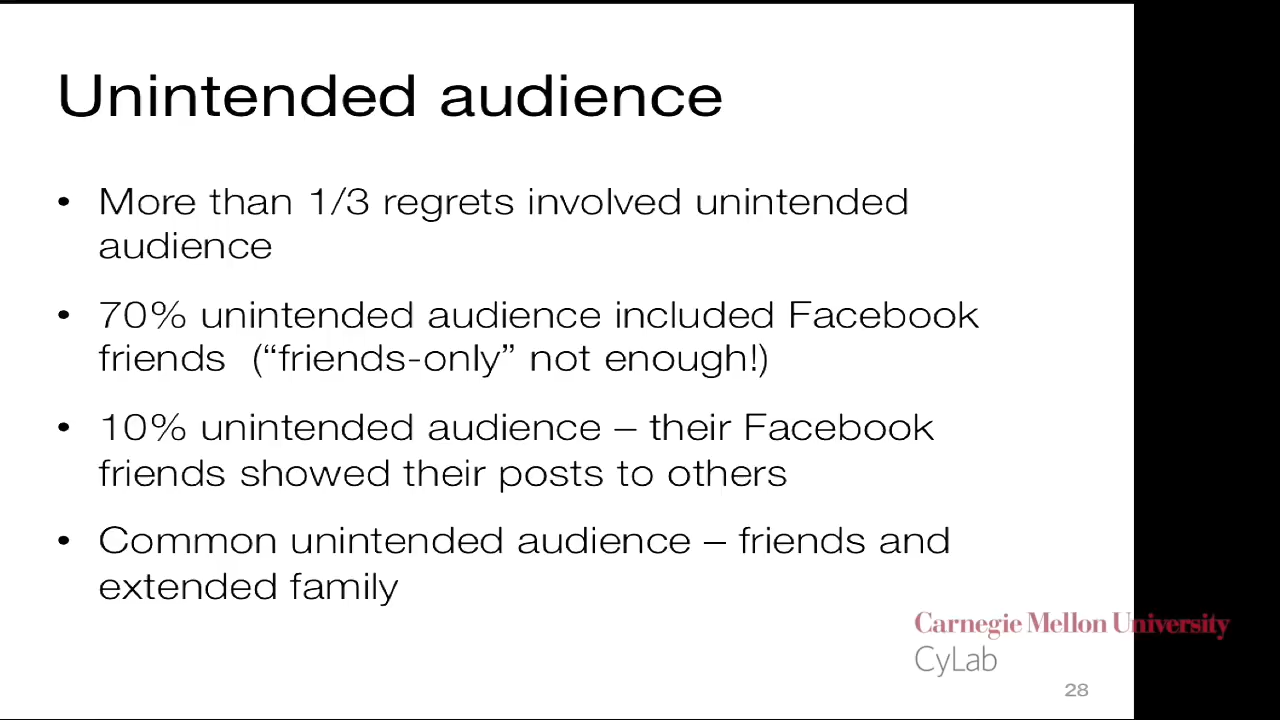 Unintended audience
• More than 1/3 regrets involved unintended
audience
• 70% unintended audience included Facebook
friends (“friends-only” not enough!)
• 10% unintended audience – their Facebook
friends showed their posts to others
• Common unintended audience – friends and
extended family
Carnegie Mellon University
CyLab
28